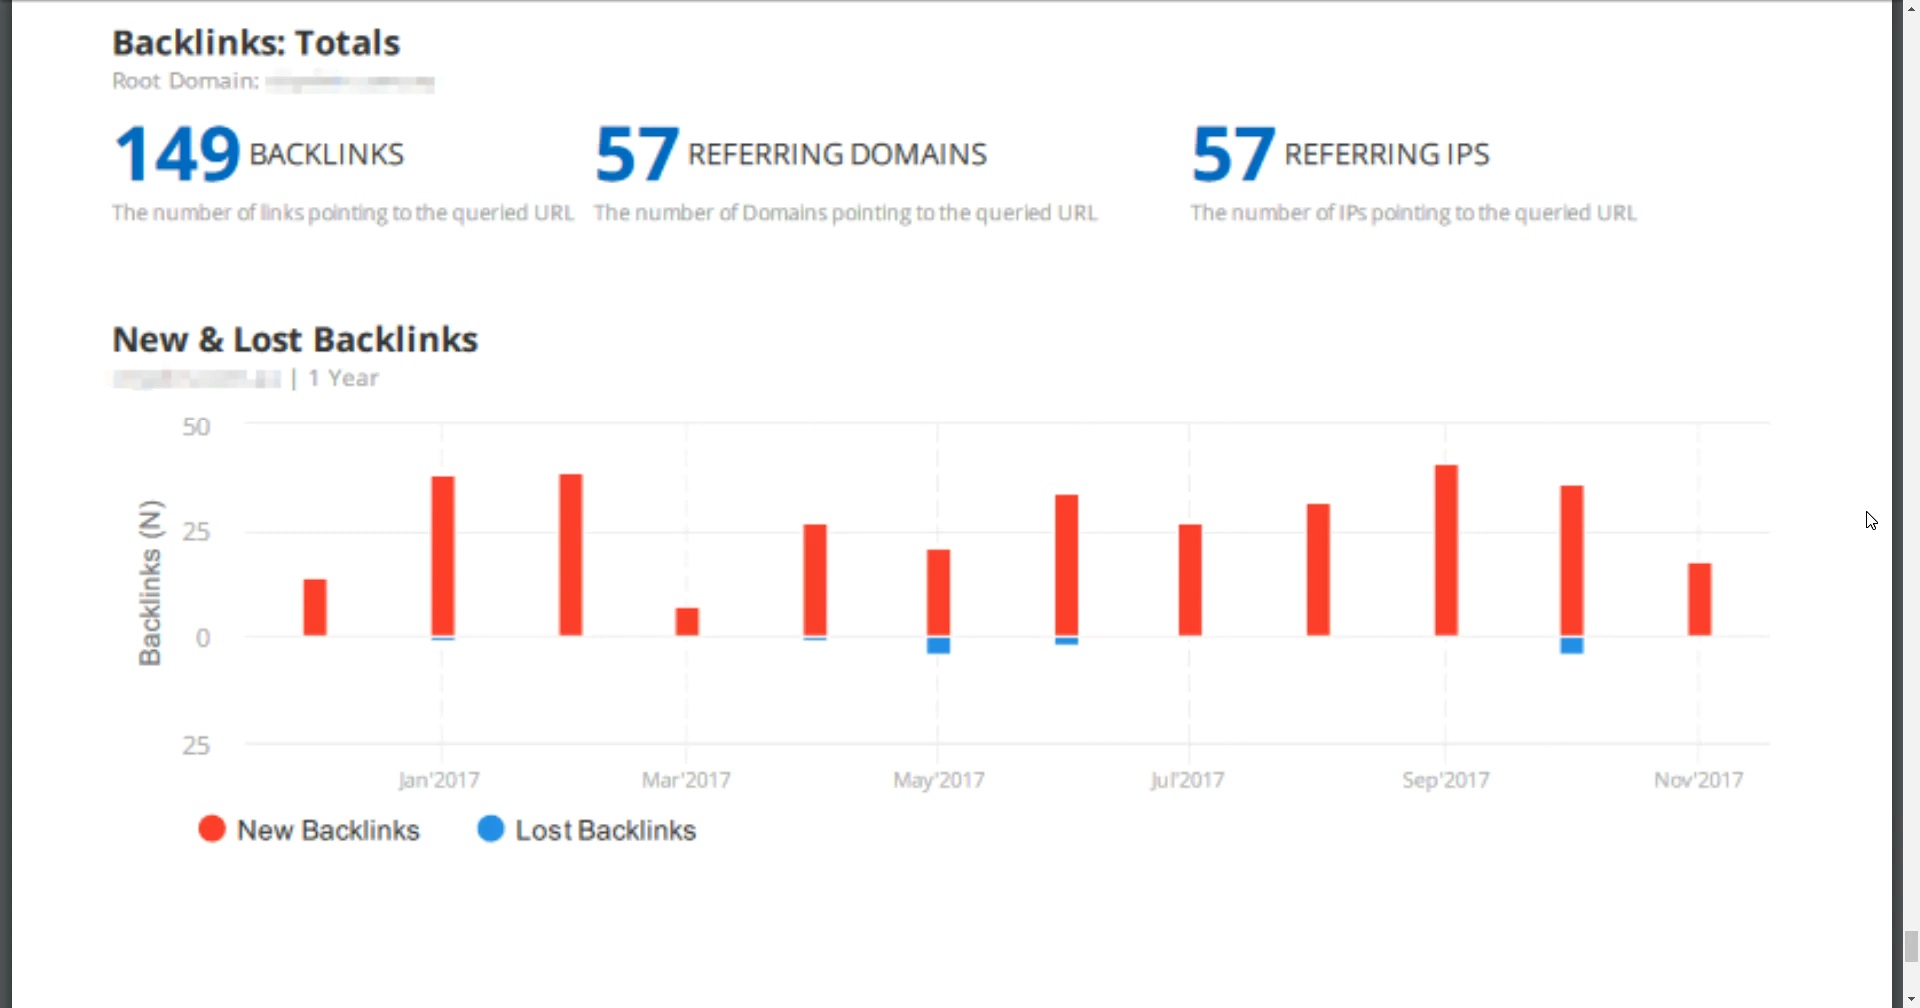 Backlinks: Totals
Root Domain:
149 BACKLINKS
The number of links pointing to the queried URL
57 REFERRING DOMAINS
The number of Domains pointing to the queried URL
57 REFERRING IPS
The number of IPs pointing to the queried URL
New & Lost Backlinks
| 1 Year
Backlinks (N)
50
25
0
25
Jan'2017 Mar'2017 May'2017 Jul'2017 Sep'2017 Nov'2017
New Backlinks Lost Backlinks